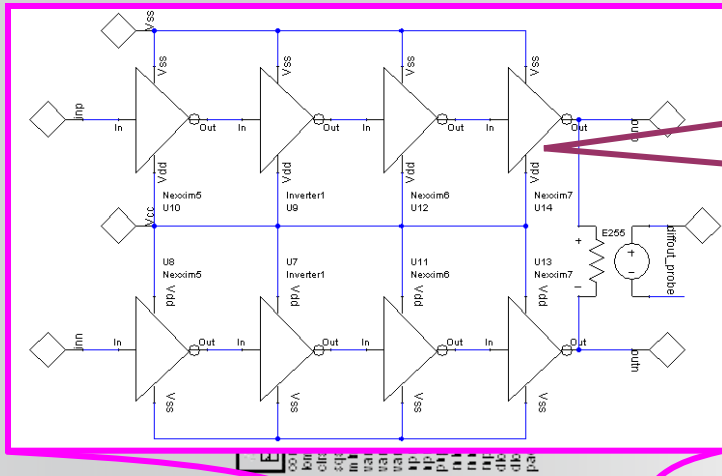 Vss
Vss Vss Vss Vss
inp In Out In Out In Out In Out outp
Vdd Vdd Vdd Vdd
Nexxim5 Inverter1 Nexxim6 Nexxim7
U10 U9 U12 U14
Vcc
E255
U8 U7 U11 U13
Nexxim5 Inverter1 Nexxim6 Nexxim7
+ +
diffout_probe
Vdd Vdd Vdd Vdd
inn In Out In Out In Out In Out outn
Vss Vss Vss Vss